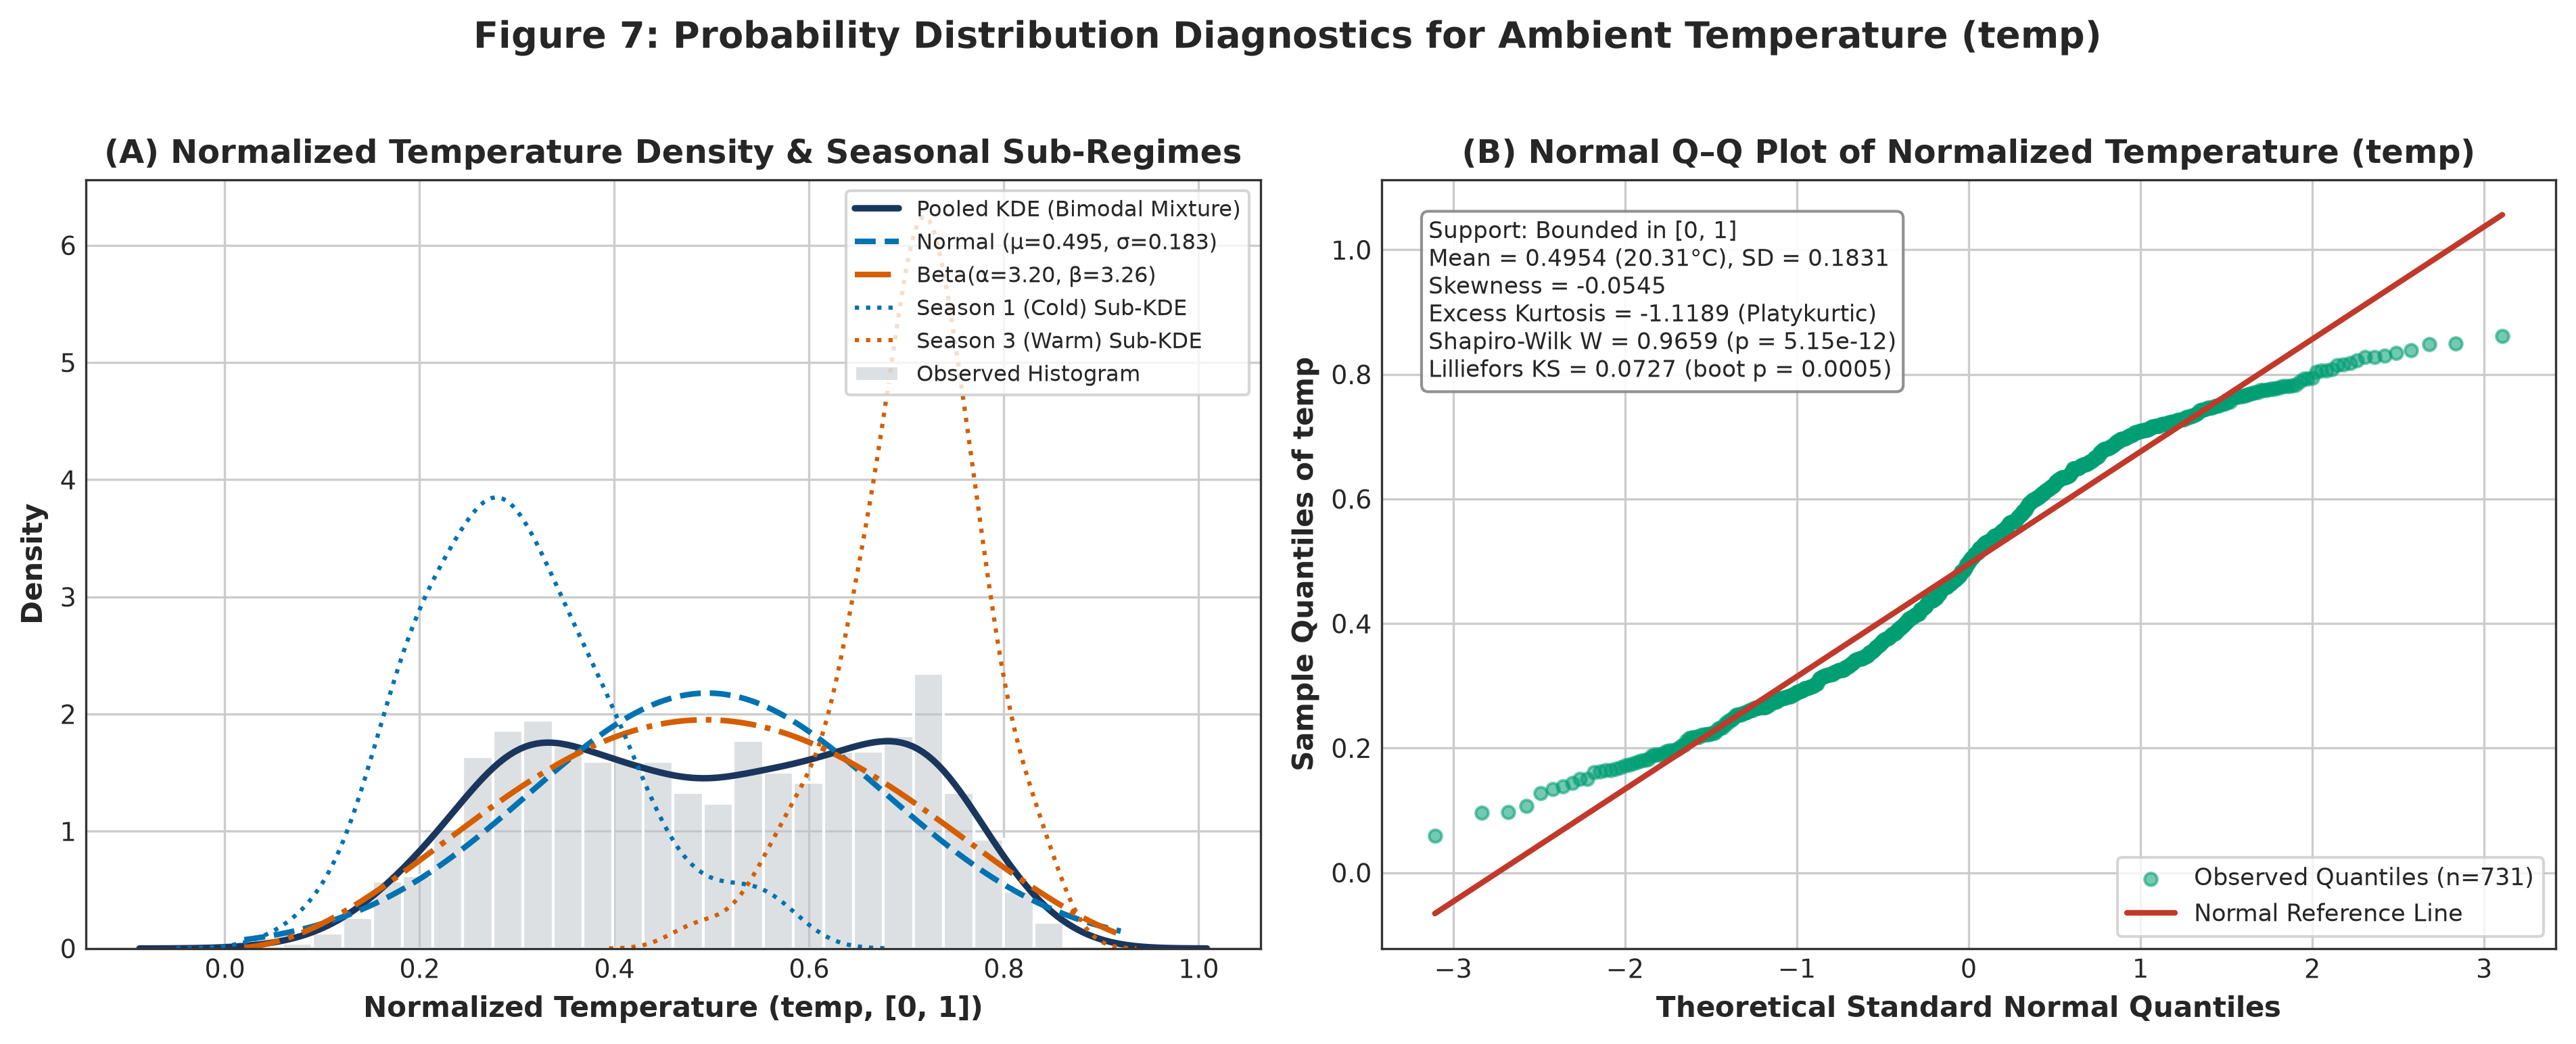 Figure 7: Probability Distribution Diagnostics for Ambient Temperature (temp)
(A) Normalized Temperature Density & Seasonal Sub-Regimes
Density
6
5
4
3
2
1
0
Pooled KDE (Bimodal Mixture)
Normal (μ=0.495, σ=0.183)
Beta(α=3.20, β=3.26)
Season 1 (Cold) Sub-KDE
Season 3 (Warm) Sub-KDE
Observed Histogram
0.0 0.2 0.4 0.6 0.8 1.0
Normalized Temperature (temp, [0, 1])
(B) Normal Q–Q Plot of Normalized Temperature (temp)
Sample Quantiles of temp
1.0
0.8
0.6
0.4
0.2
0.0
Support: Bounded in [0, 1]
Mean = 0.4954 (20.31°C), SD = 0.1831
Skewness = -0.0545
Excess Kurtosis = -1.1189 (Platykurtic)
Shapiro-Wilk W = 0.9659 (p = 5.15e-12)
Lilliefors KS = 0.0727 (boot p = 0.0005)
Observed Quantiles (n=731)
Normal Reference Line
−3 −2 −1 0 1 2 3
Theoretical Standard Normal Quantiles